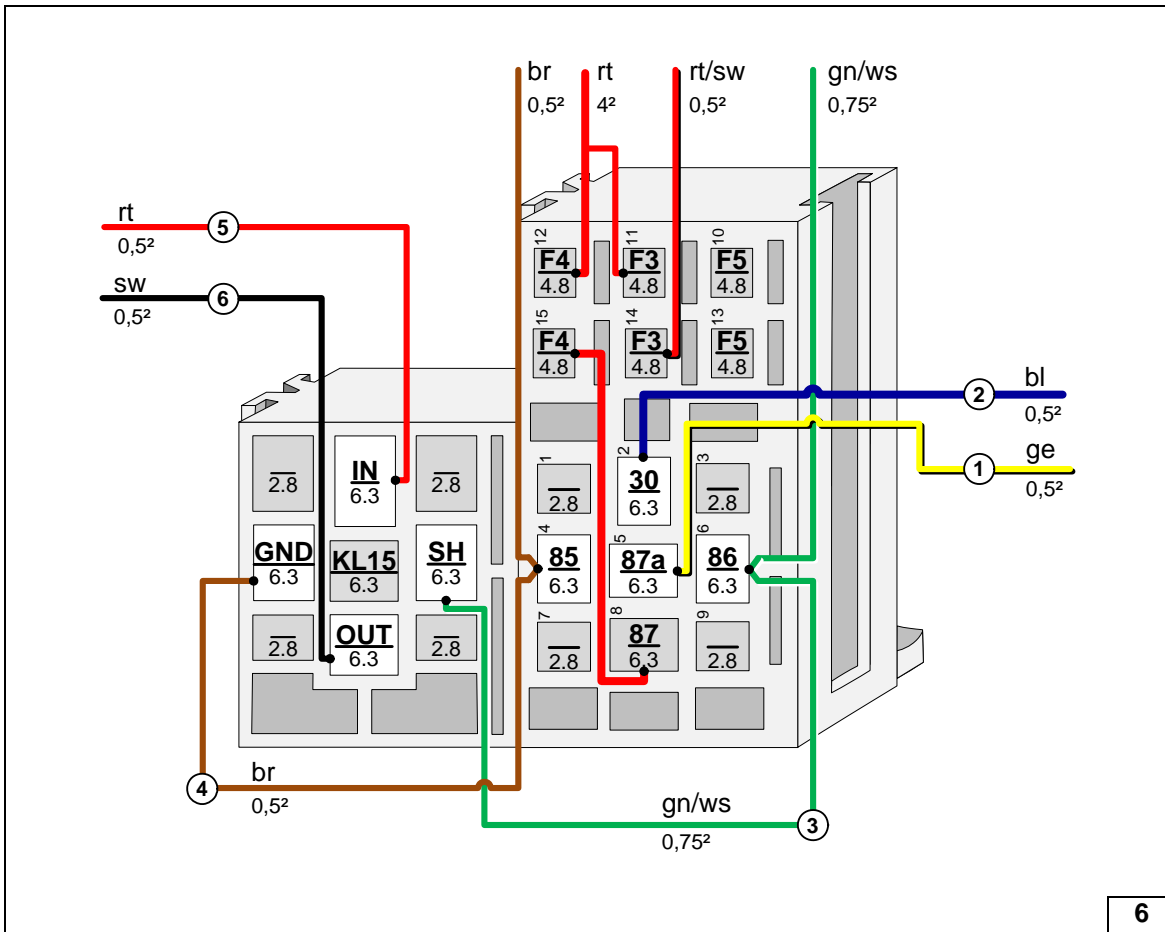 br rt rt/sw gn/ws
0,5² 4² 0,5² 0,75²
rt
5
0,5²
sw
6
0,5²
12 11 10
F4 F3 F5
4.8 4.8 4.8
15 14 13
F4 F3 F5
4.8 4.8 4.8
2 bl
0,5²
ge
1
0,5²
2.8 IN 6.3 2.8
1 2 3
2.8 30 6.3 2.8
GND KL15 SH
6.3 6.3 6.3
4 5 6
85 87a 86
6.3 6.3 6.3
2.8 OUT 6.3 2.8
7 8 9
2.8 87 6.3 2.8
4 br
0,5²
gn/ws
3
0,75²
6